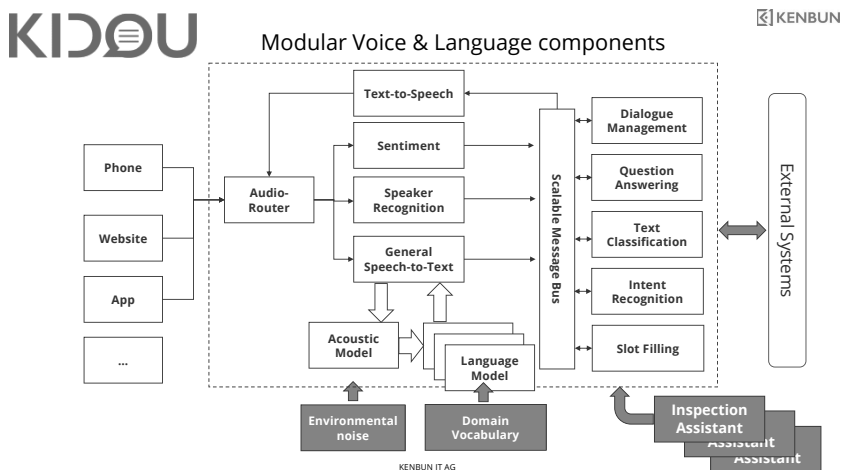 KIDOU
KENBUN
Modular Voice & Language components
Text-to-Speech
Sentiment
Speaker
Recognition
General
Speech-to-Text
Phone
Website
App
...
Audio-
Router
Acoustic
Model
Language
Model
Scalable Message Bus
Dialogue
Management
Question
Answering
Text
Classification
Intent
Recognition
Slot Filling
External Systems
Environmental
noise
Domain
Vocabulary
Inspection
Assistant
Assistant
Assistant
KENBUN IT AG